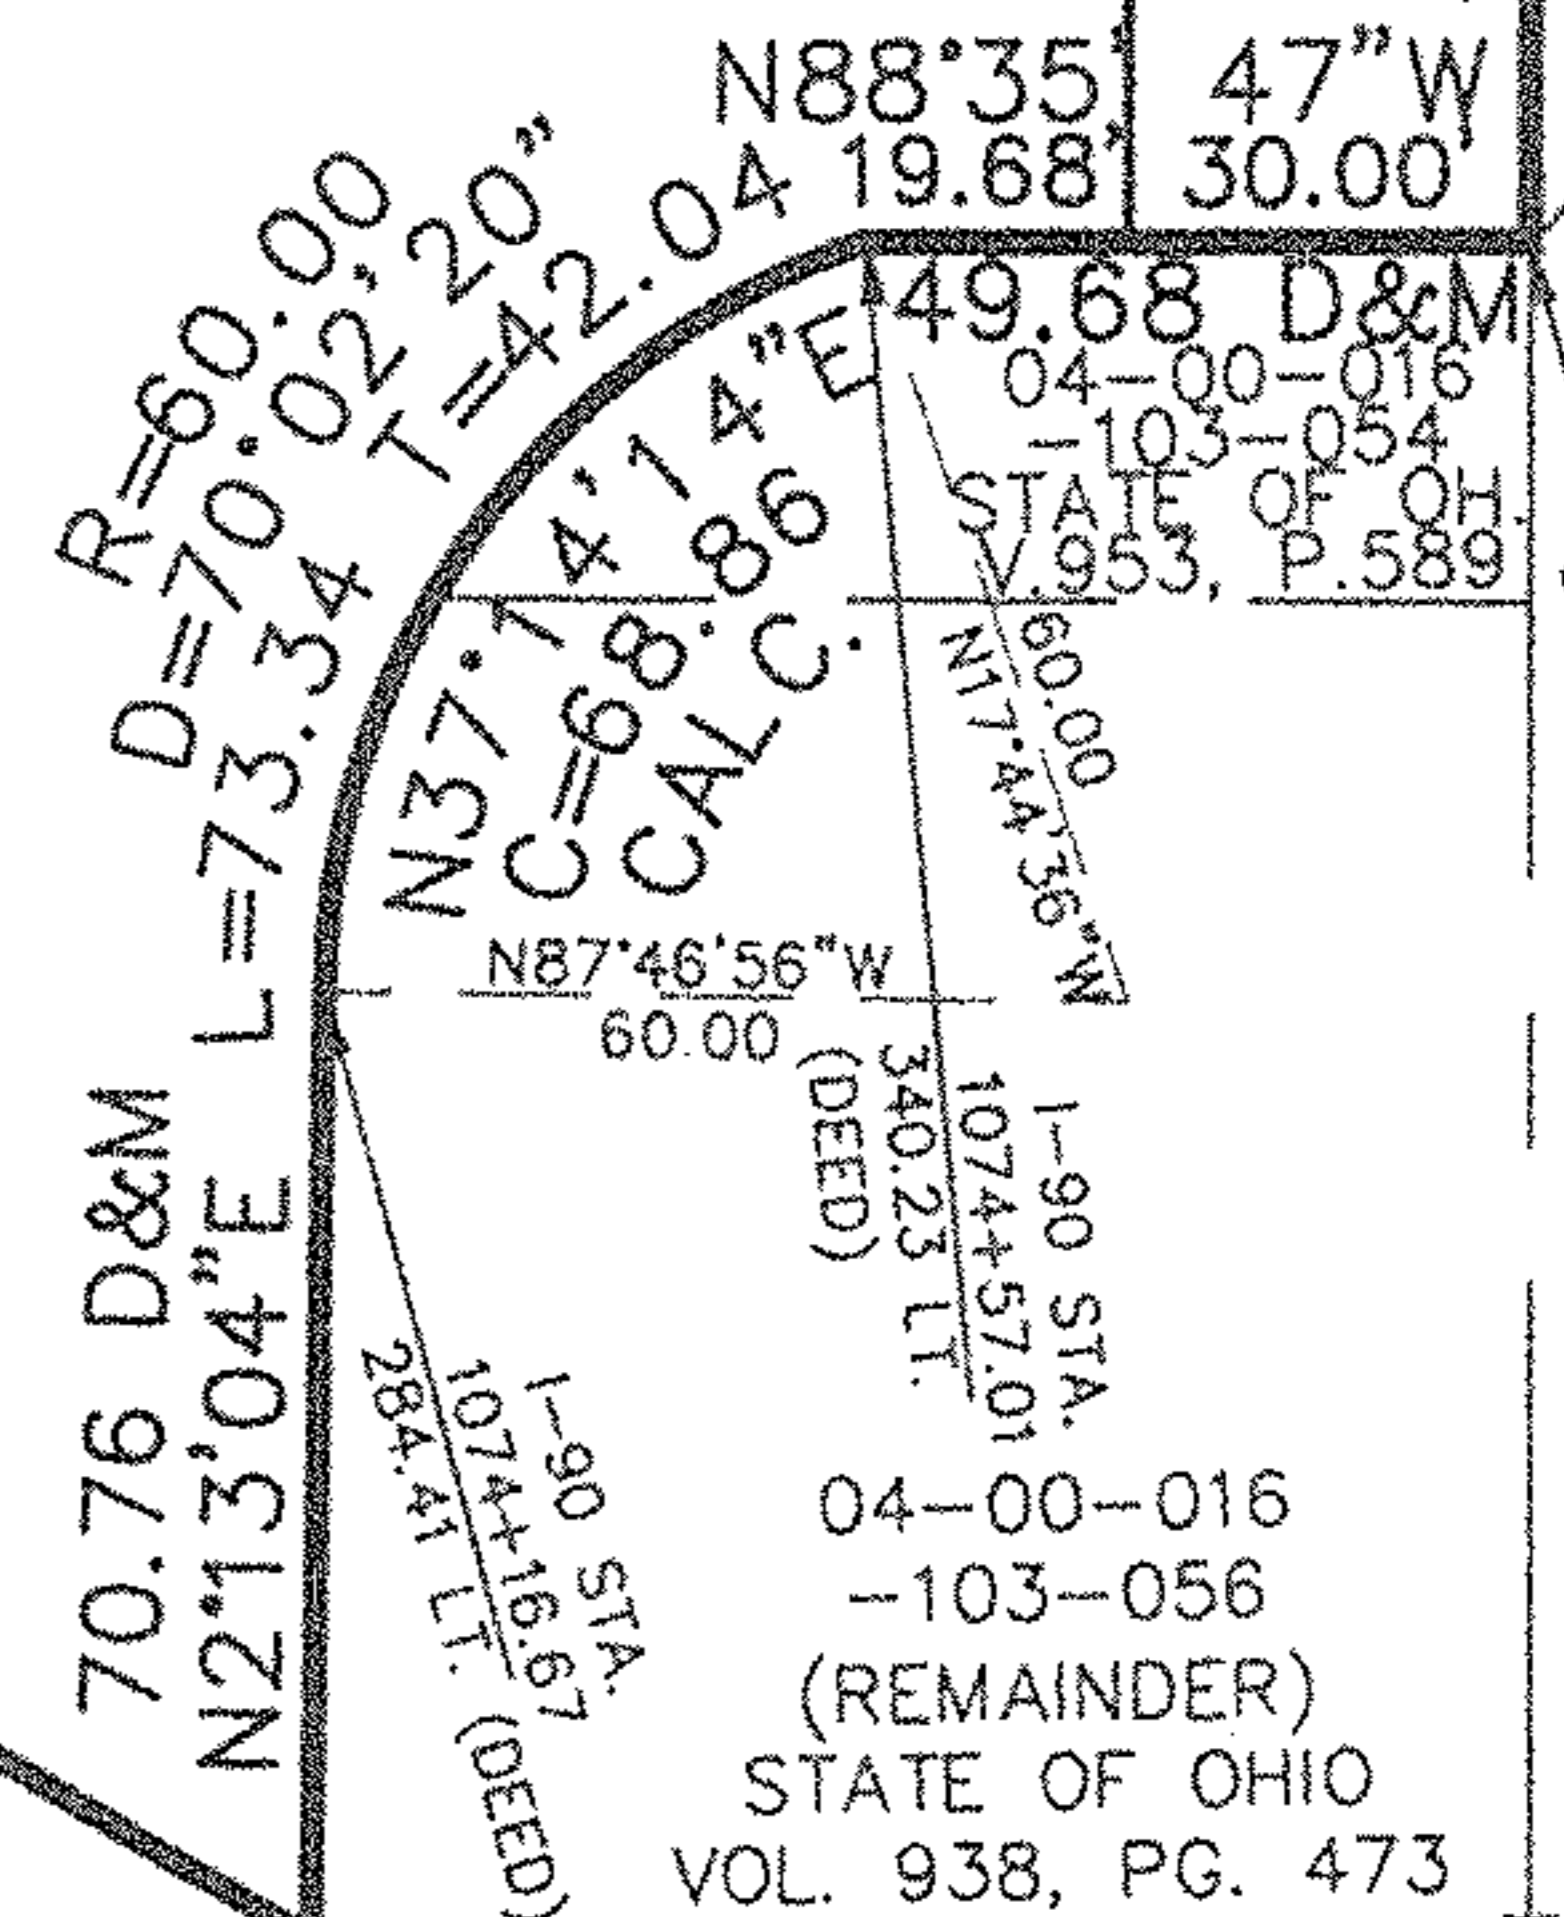 N88°35' 47"W
19.68' 30.00'
R=60.00
D=70°02'20"
L=73.34 T=42.04
49.68 D&M
04-00-016
-103-054
STATE OF OH.
V.953, P.589
N37°14'14"E
C=68.86
CALC.
60.00
N17°44'36"W
N87°46'56"W
60.00
I-90 STA.
1074+57.01
340.23 LT.
(DEED)
70.76 D&M
N2°13'04"E
I-90 STA.
1074+16.67
284.41 LT. (DEED)
04-00-016
-103-056
(REMAINDER)
STATE OF OHIO
VOL. 938, PG. 473